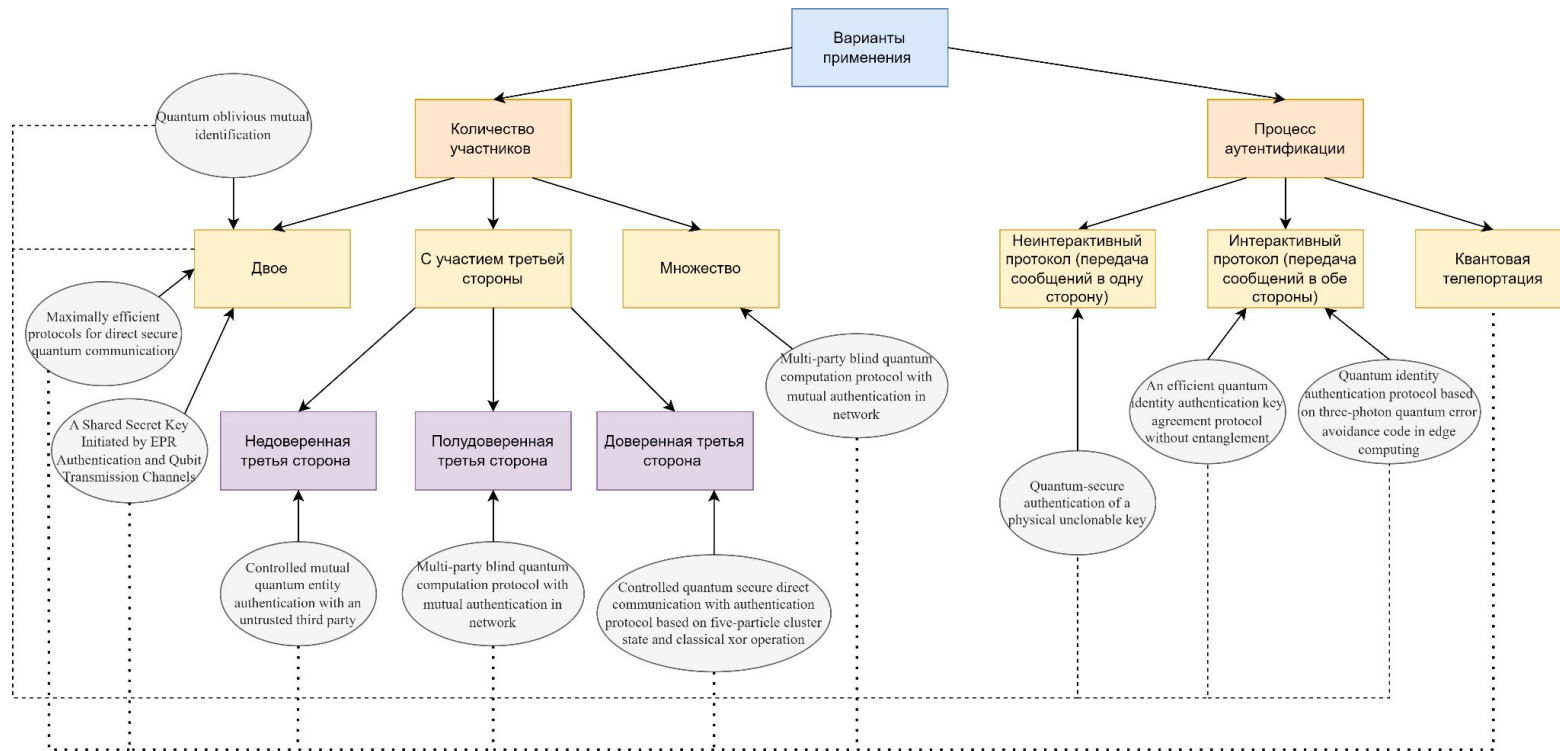 Варианты
применения
Количество
участников
Процесс
аутентификации
Quantum oblivious mutual
identification
Двое
С участием третьей
стороны
Множество
Неинтерактивный
протокол (передача
сообщений в одну
сторону)
Интерактивный
протокол (передача
сообщений в обе
стороны)
Квантовая
телепортация
Maximally efficient
protocols for direct secure
quantum communication
A Shared Secret Key
Initiated by EPR
Authentication and Qubit
Transmission Channels
Недоверенная
третья сторона
Полудоверенная
третья сторона
Доверенная третья
сторона
Multi-party blind quantum
computation protocol with
mutual authentication in
network
An efficient quantum
identity authentication key
agreement protocol
without entanglement
Quantum identity
authentication protocol based
on three-photon quantum error
avoidance code in edge
computing
Quantum-secure
authentication of a
physical unclonable key
Controlled mutual
quantum entity
authentication with an
untrusted third party
Multi-party blind quantum
computation protocol with
mutual authentication in
network
Controlled quantum secure direct
communication with authentication
protocol based on five-particle cluster
state and classical xor operation